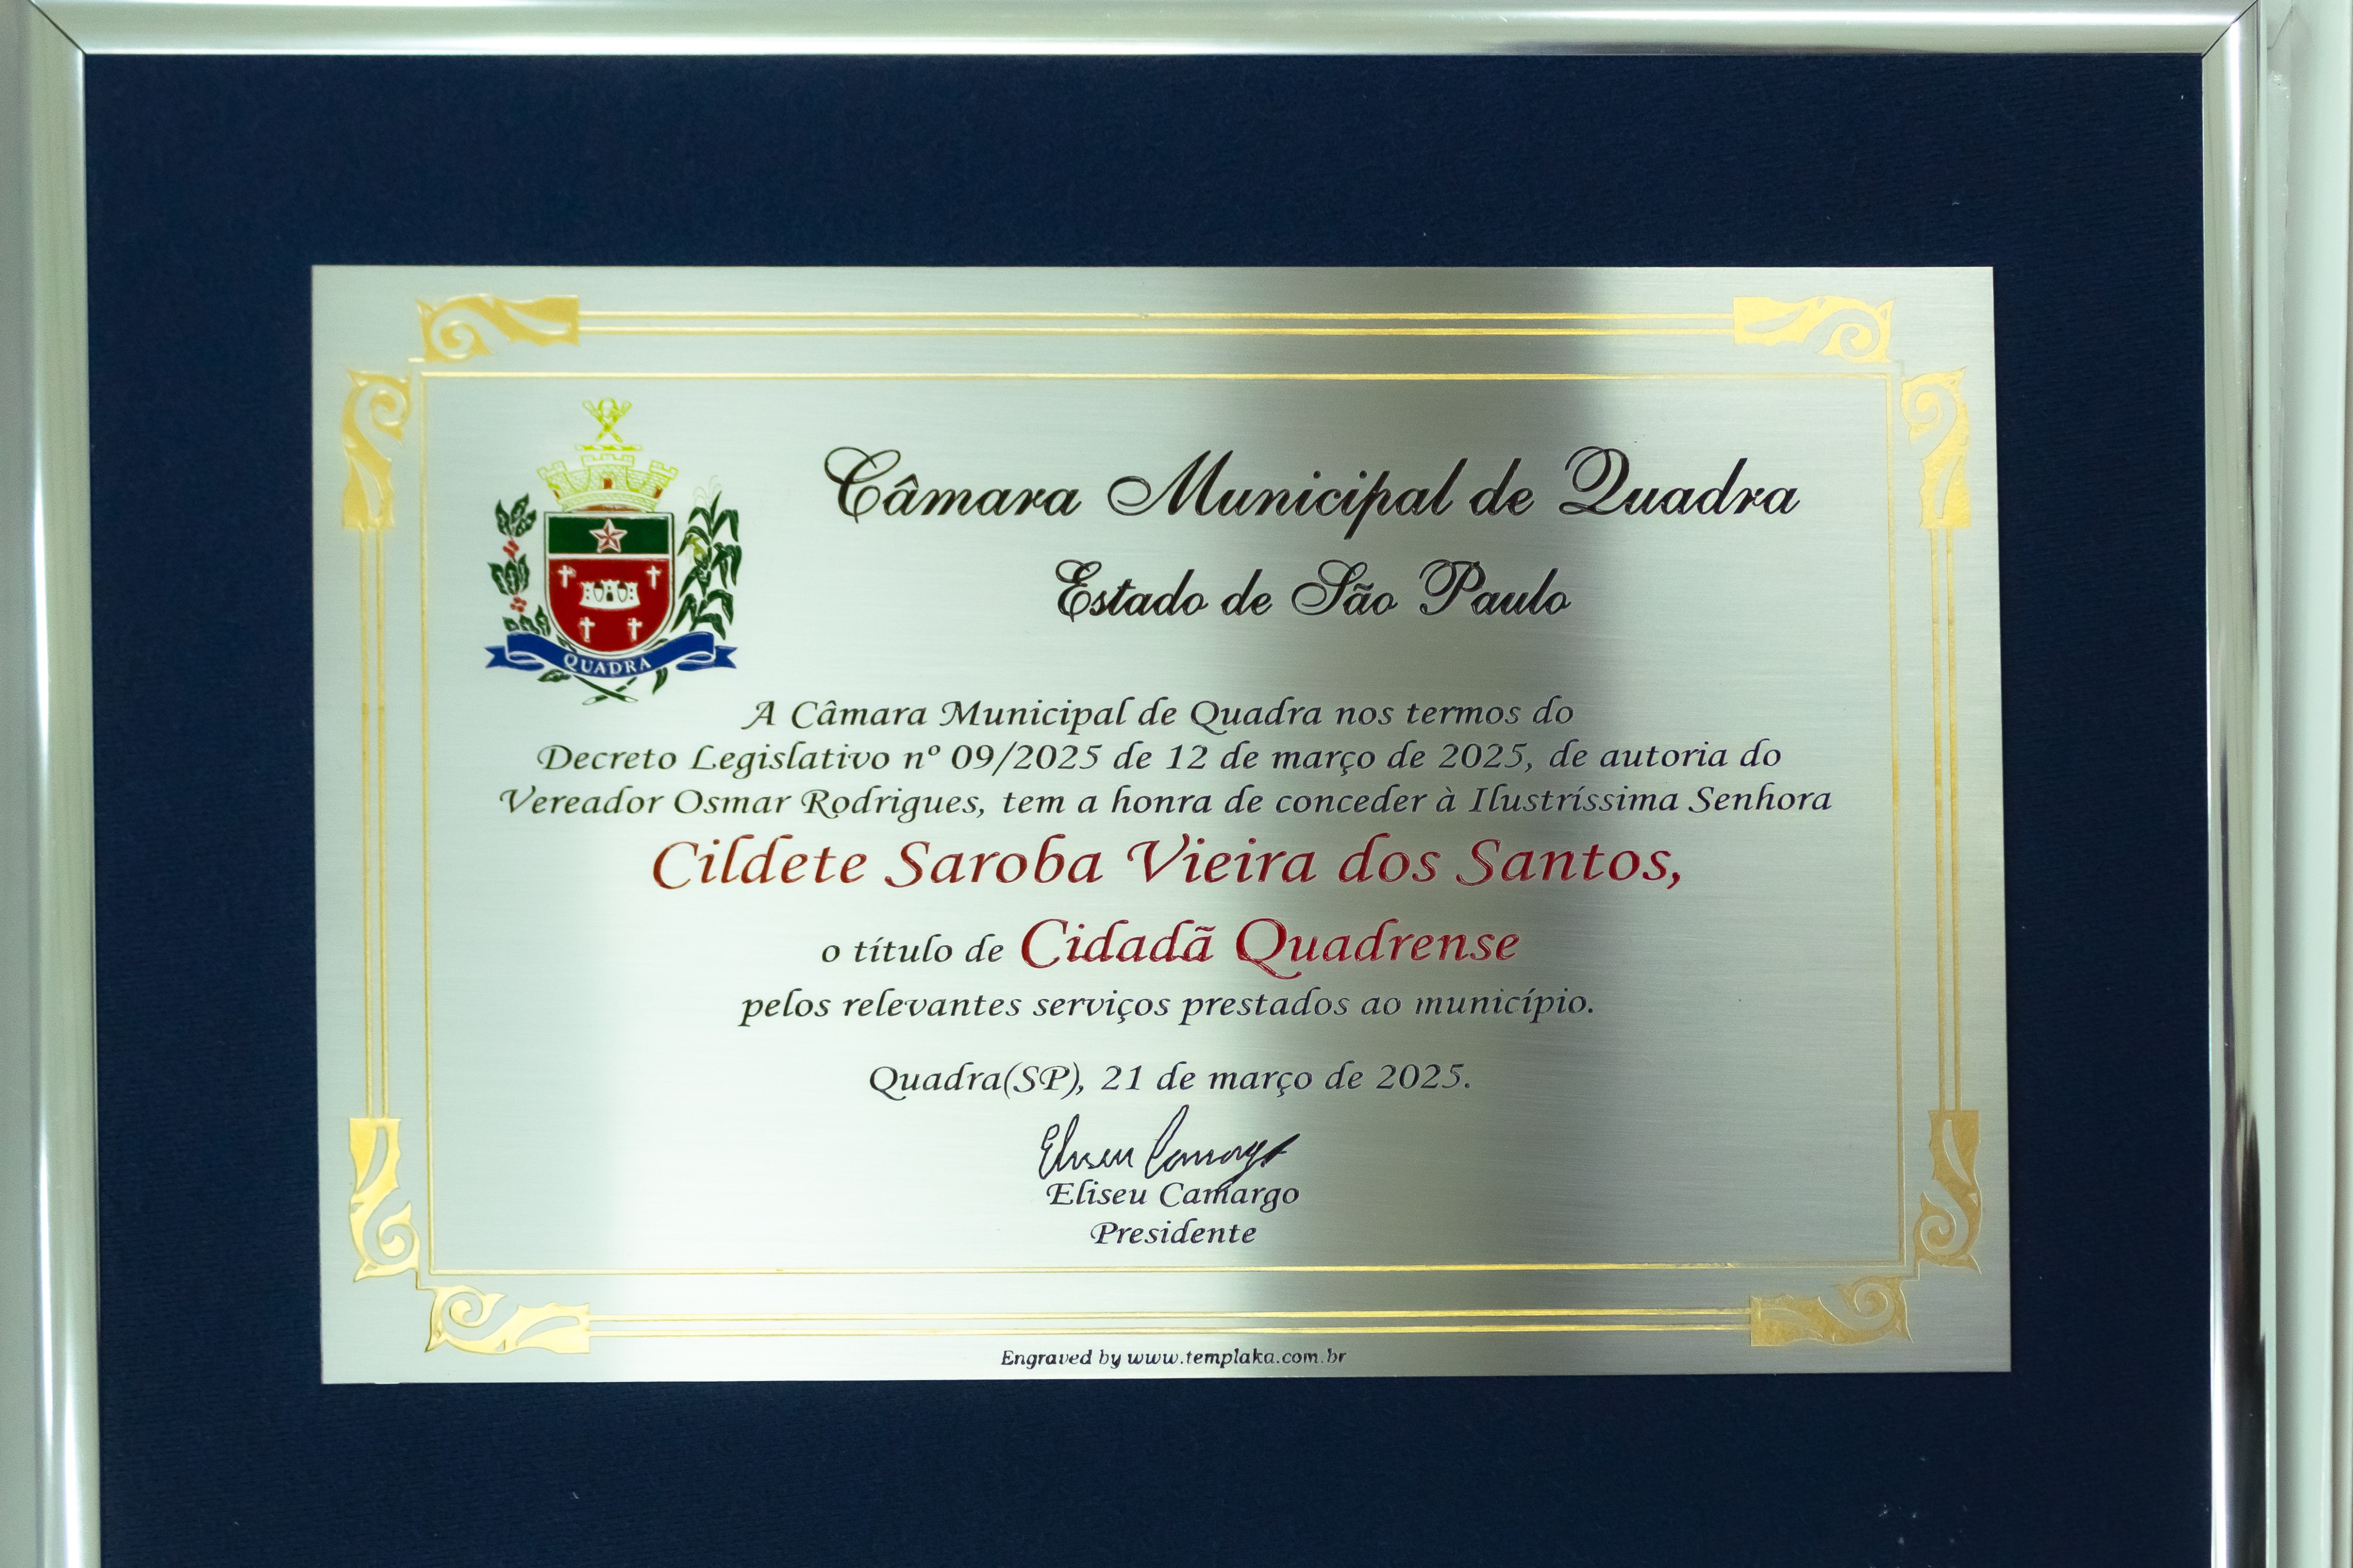 Câmara Municipal de Quadra
Estado de São Paulo
QUADRA
A Câmara Municipal de Quadra nos termos do
Decreto Legislativo nº 09/2025 de 12 de março de 2025, de autoria do
Vereador Osmar Rodrigues, tem a honra de conceder à Ilustríssima Senhora
Cildete Saroba Vieira dos Santos,
o título de Cidadã Quadrense
pelos relevantes serviços prestados ao município.
Quadra(SP), 21 de março de 2025.
Eliseu Camargo
Eliseu Camargo
Presidente
Engraved by www.templaka.com.br